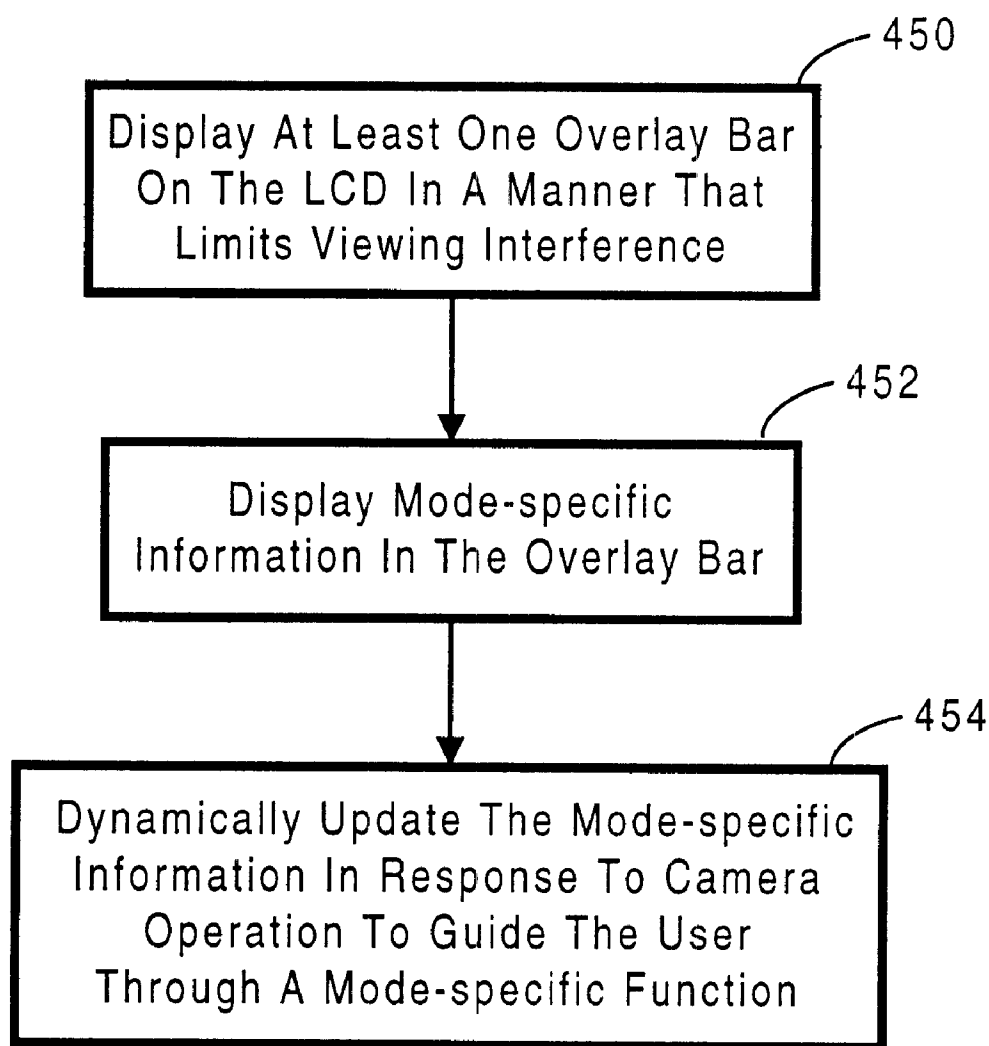 450
Display At Least One Overlay Bar
On The LCD In A Manner That
Limits Viewing Interference
452
Display Mode-specific
Information In The Overlay Bar
454
Dynamically Update The Mode-specific
Information In Response To Camera
Operation To Guide The User
Through A Mode-specific Function